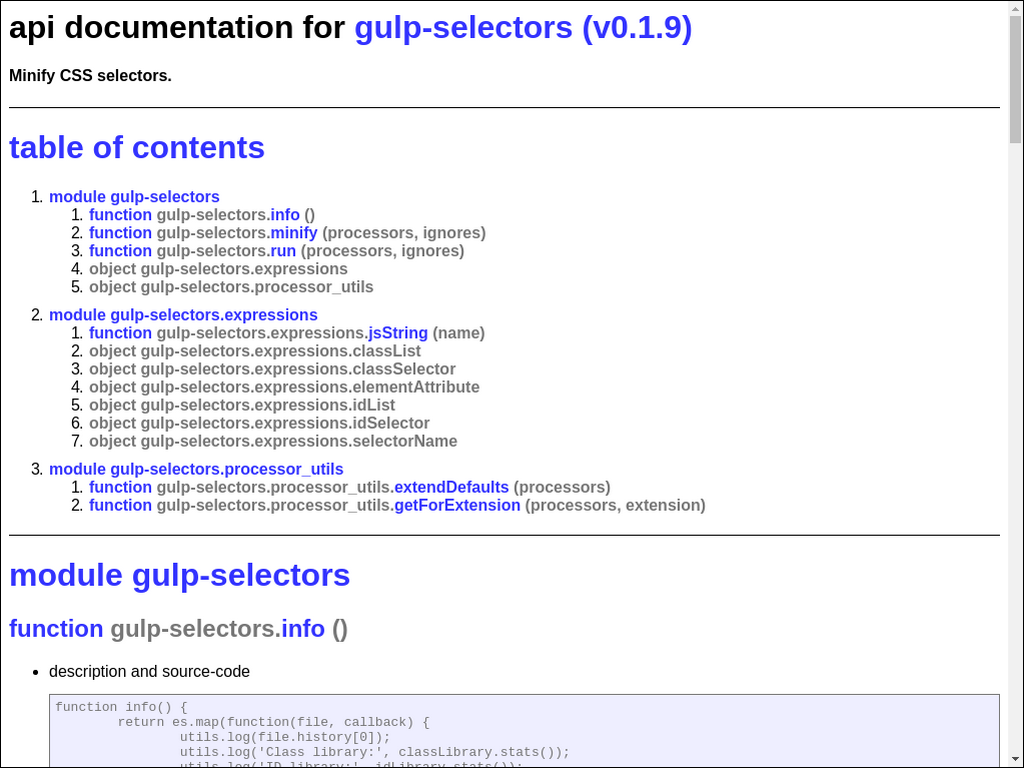 api documentation for gulp-selectors (v0.1.9)
Minify CSS selectors.
table of contents
1. module gulp-selectors
1. function gulp-selectors.info ()
2. function gulp-selectors.minify (processors, ignores)
3. function gulp-selectors.run (processors, ignores)
4. object gulp-selectors.expressions
5. object gulp-selectors.processor_utils
2. module gulp-selectors.expressions
1. function gulp-selectors.expressions.jsString (name)
2. object gulp-selectors.expressions.classList
3. object gulp-selectors.expressions.classSelector
4. object gulp-selectors.expressions.elementAttribute
5. object gulp-selectors.expressions.idList
6. object gulp-selectors.expressions.idSelector
7. object gulp-selectors.expressions.selectorName
3. module gulp-selectors.processor_utils
1. function gulp-selectors.processor_utils.extendDefaults (processors)
2. function gulp-selectors.processor_utils.getForExtension (processors, extension)
module gulp-selectors
function gulp-selectors.info ()
• description and source-code
function info() {
return es.map(function(file, callback) {
utils.log(file.history[0]);
utils.log('Class library:', classLibrary.stats());
utils.log('ID library:', idLibrary.stats());